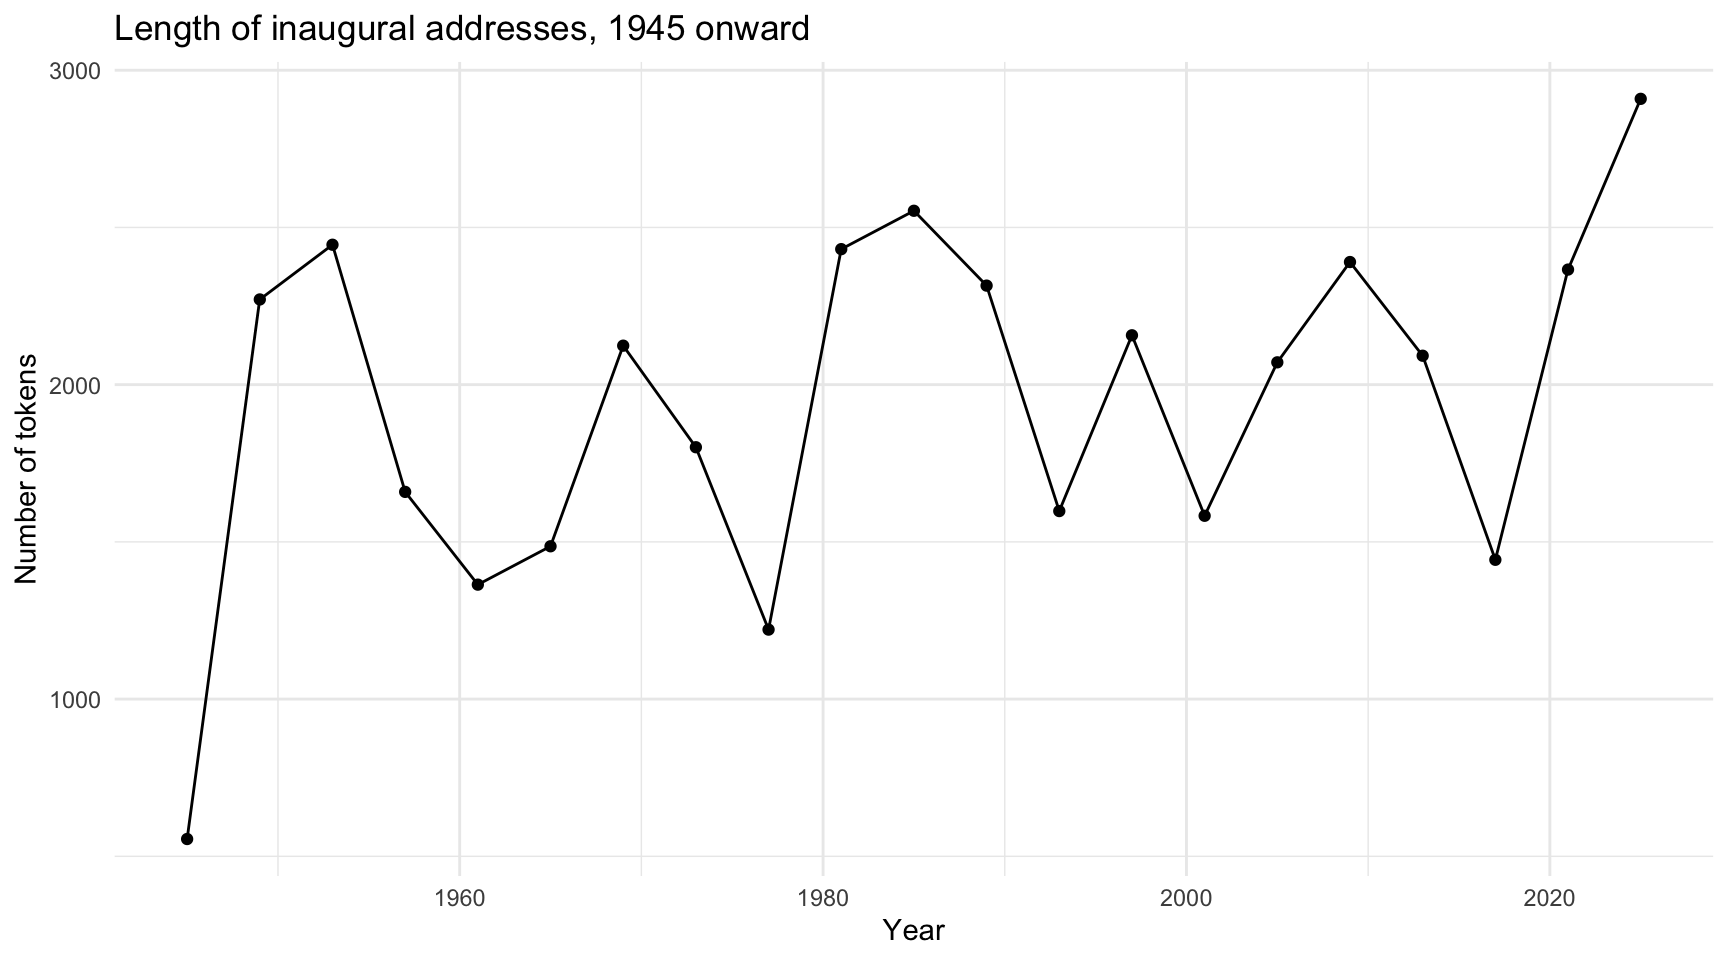 Length of inaugural addresses, 1945 onward
3000
2000
1000
Number of tokens
1960 1980 2000 2020
Year